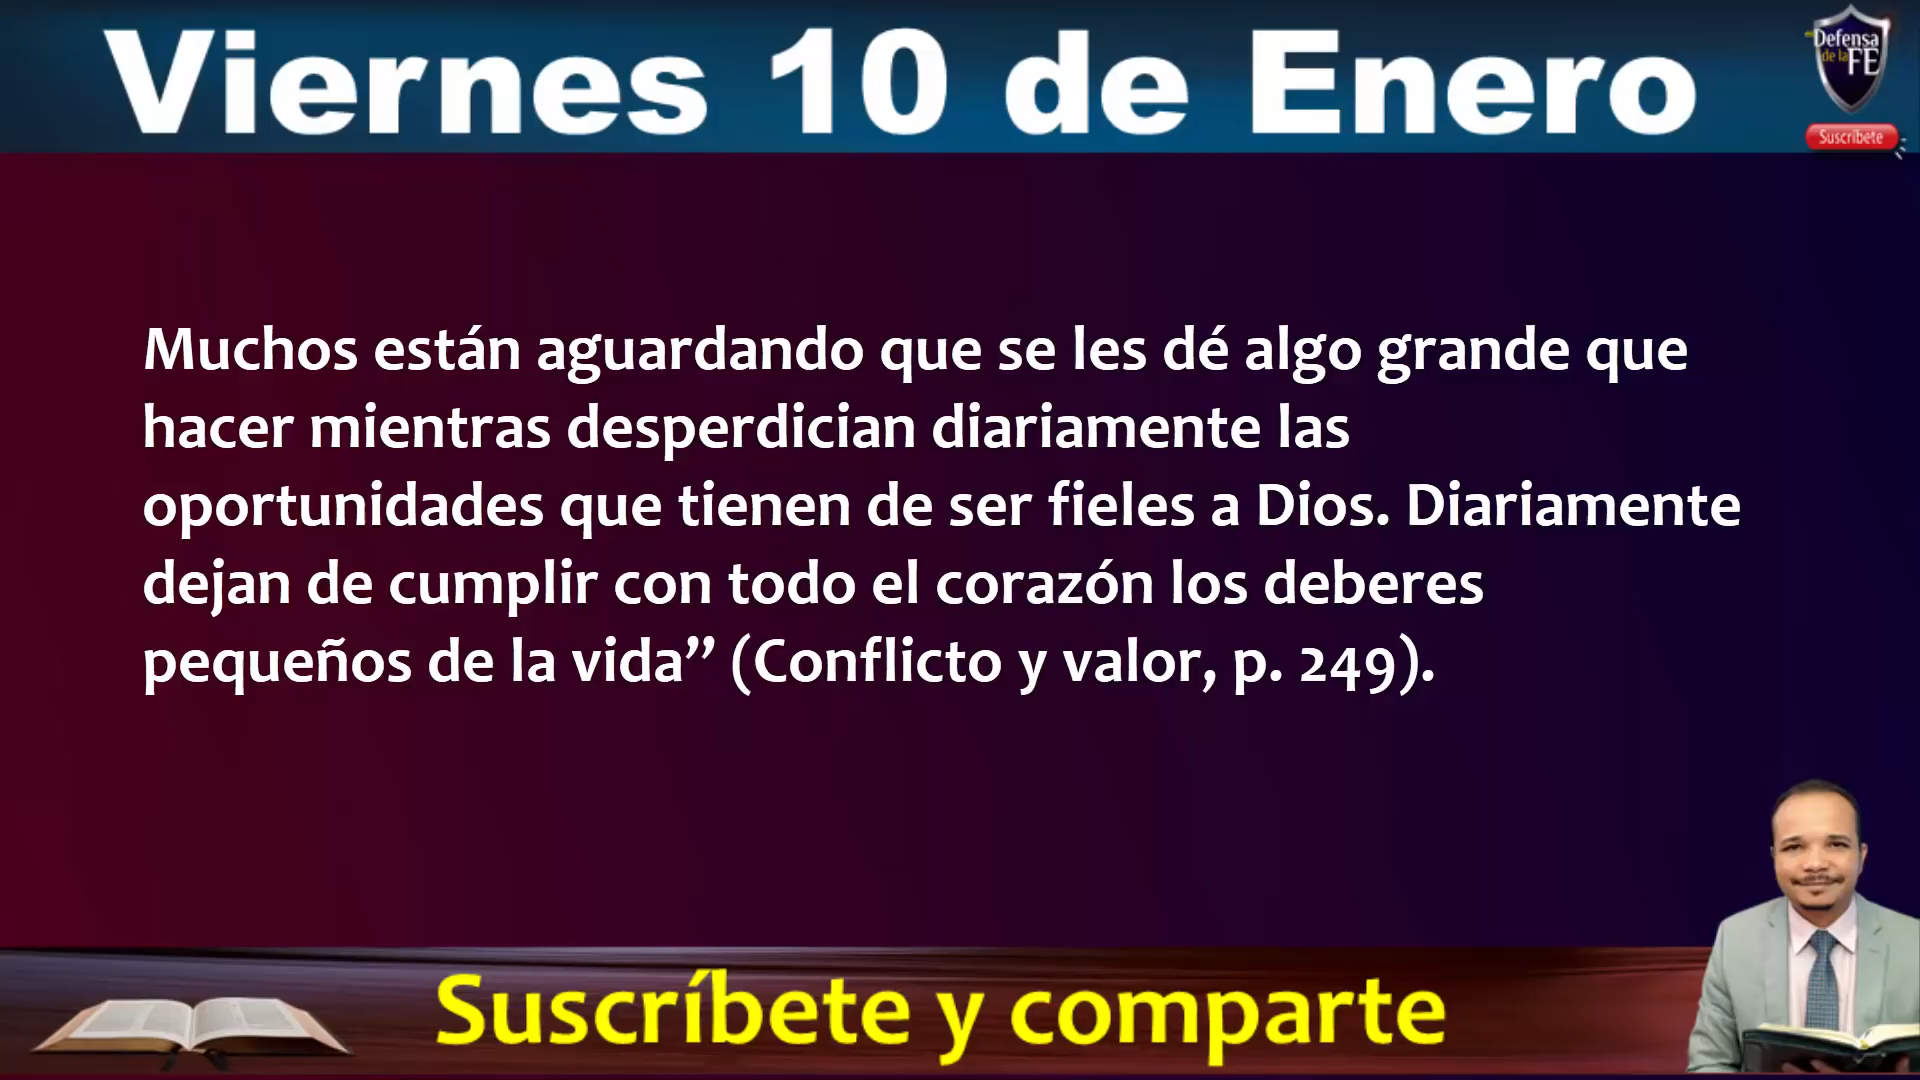 Viernes 10 de Enero
Defensa
de la FE
Suscríbete
Muchos están aguardando que se les dé algo grande que
hacer mientras desperdician diariamente las
oportunidades que tienen de ser fieles a Dios. Diariamente
dejan de cumplir con todo el corazón los deberes
pequeños de la vida” (Conflicto y valor, p. 249).
Suscríbete y comparte